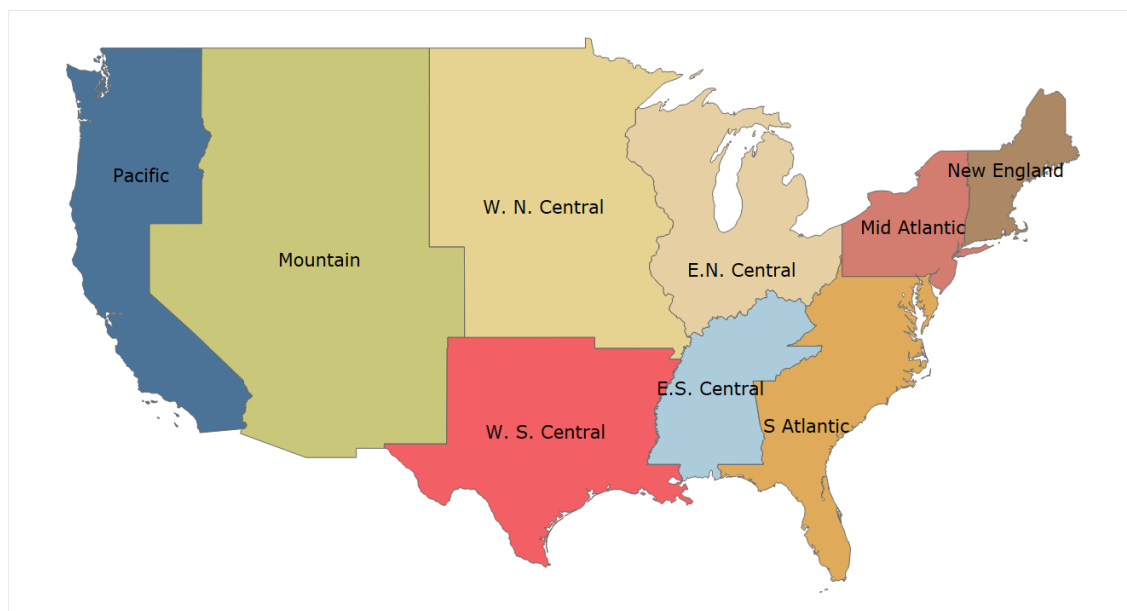 New England
Pacific
W. N. Central
Mid Atlantic
Mountain
E.N. Central
E.S. Central
S Atlantic
W. S. Central